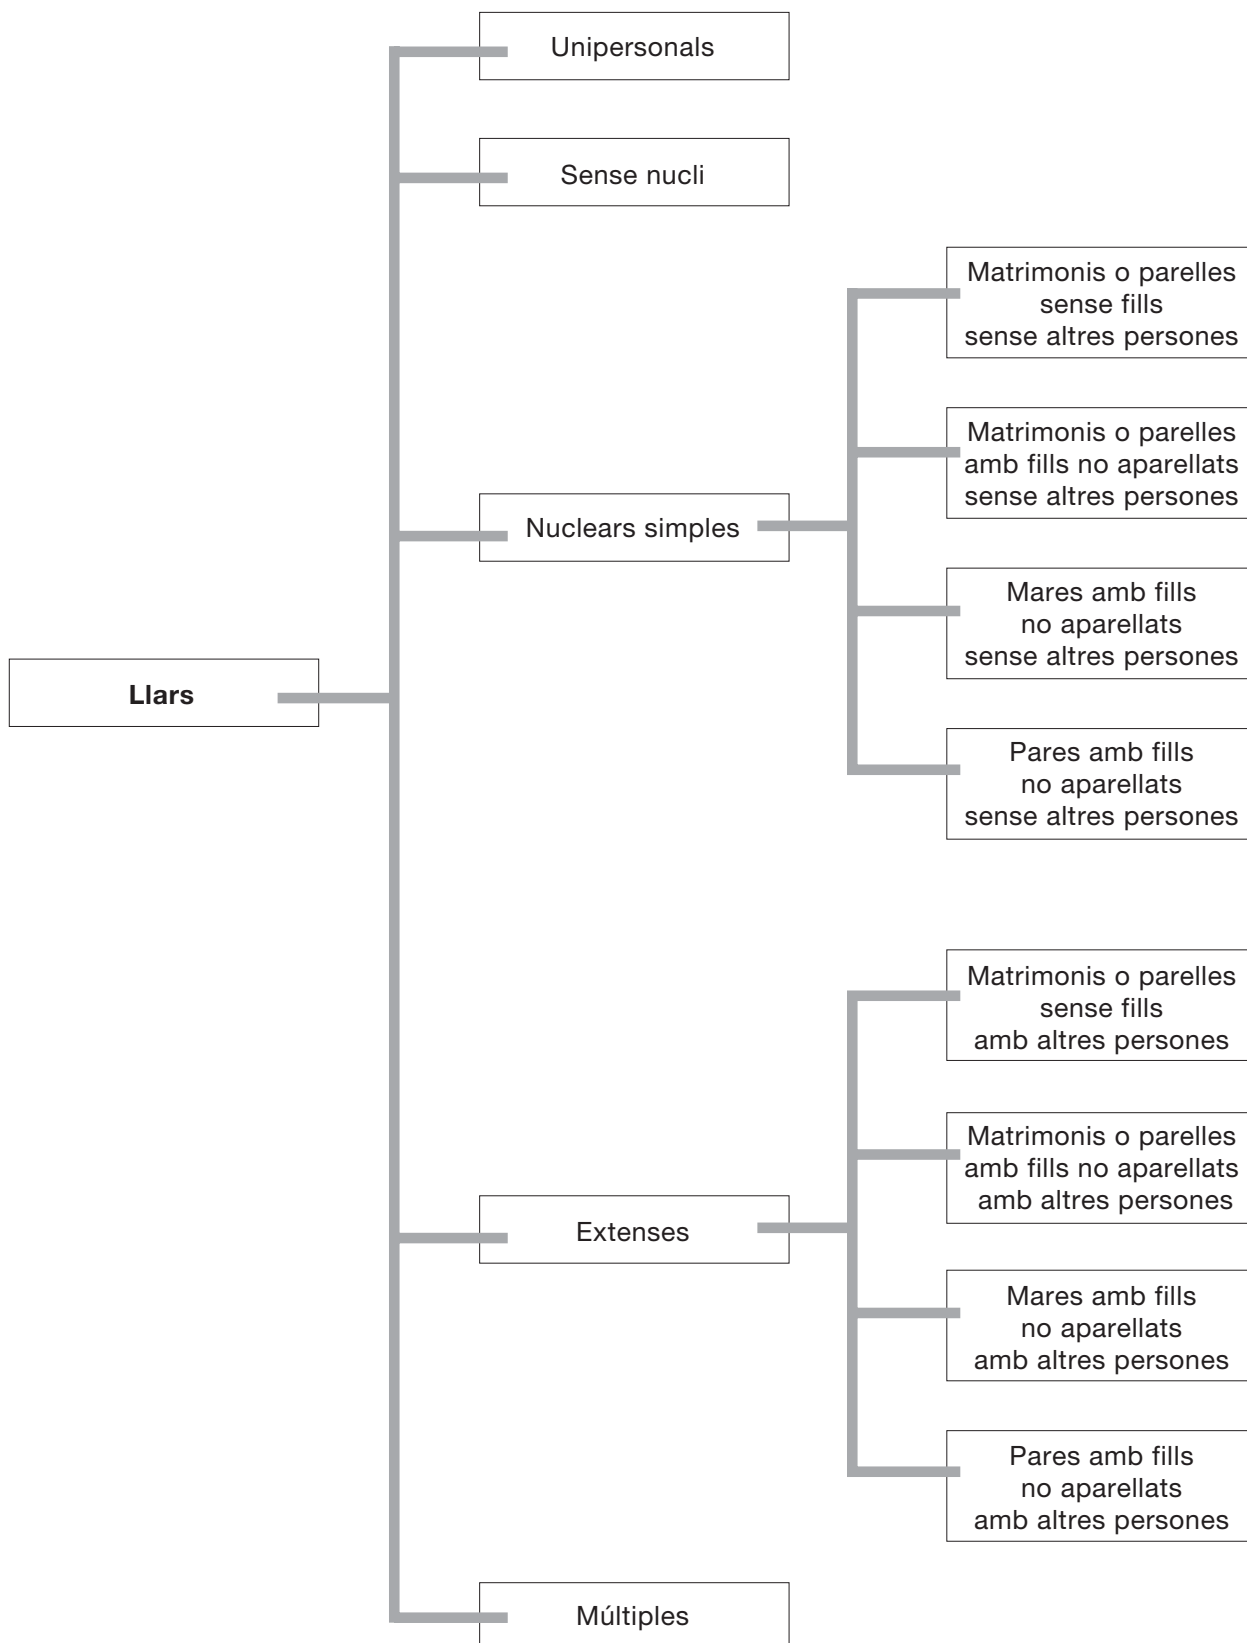 Unipersonals
Sense nucli
Matrimonis o parelles
sense fills
sense altres persones
Matrimonis o parelles
amb fills no aparellats
sense altres persones
Nuclears simples
Mares amb fills
no aparellats
sense altres persones
Llars
Pares amb fills
no aparellats
sense altres persones
Matrimonis o parelles
sense fills
amb altres persones
Matrimonis o parelles
amb fills no aparellats
amb altres persones
Extenses
Mares amb fills
no aparellats
amb altres persones
Pares amb fills
no aparellats
amb altres persones
Múltiples